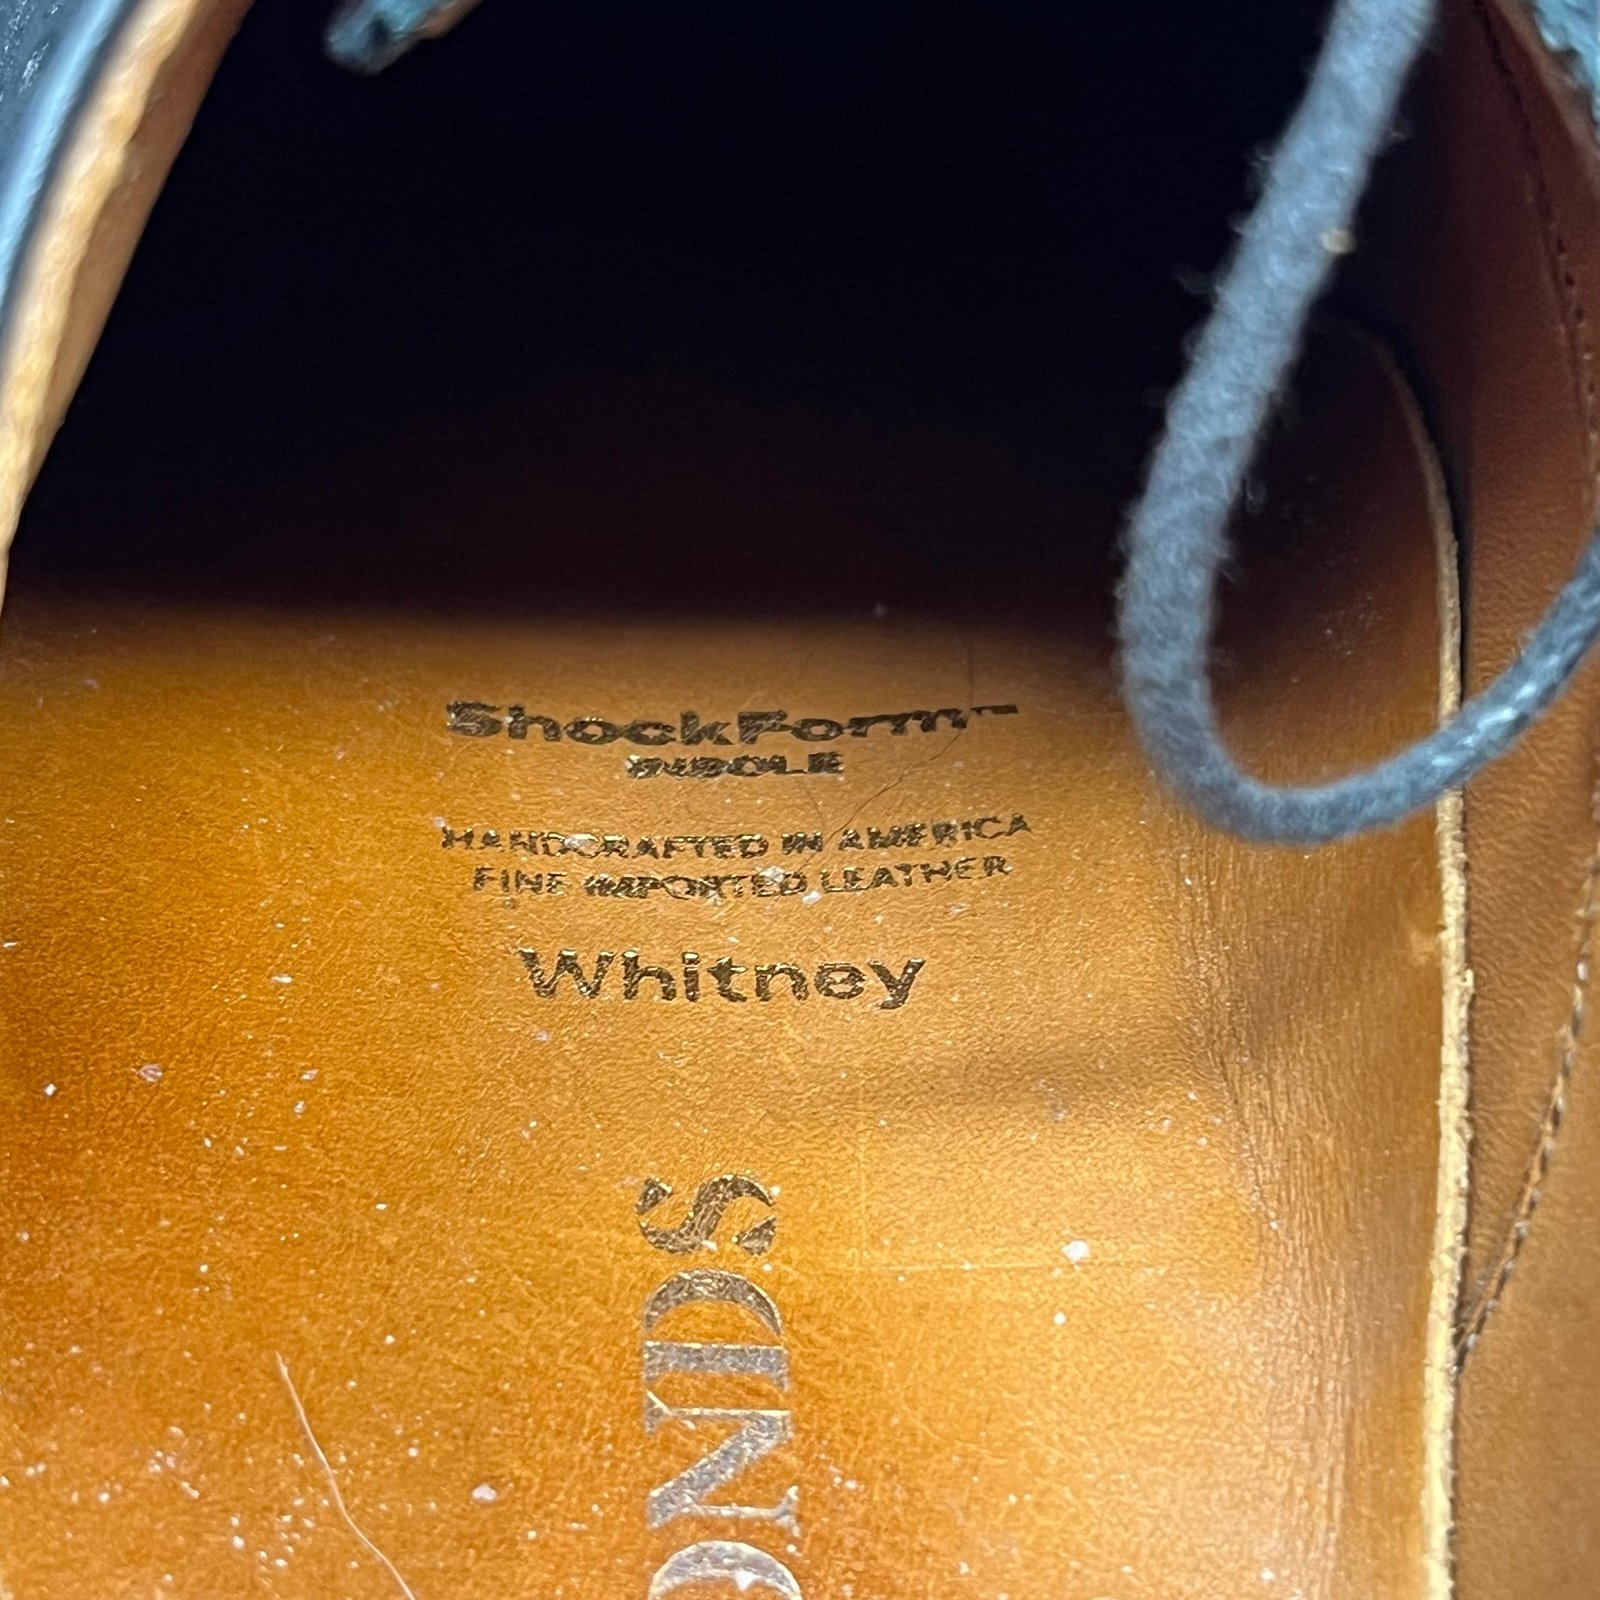 ShockForm™
INSOLE
HANDCRAFTED IN AMERICA
FINE IMPORTED LEATHER
Whitney
ONDS